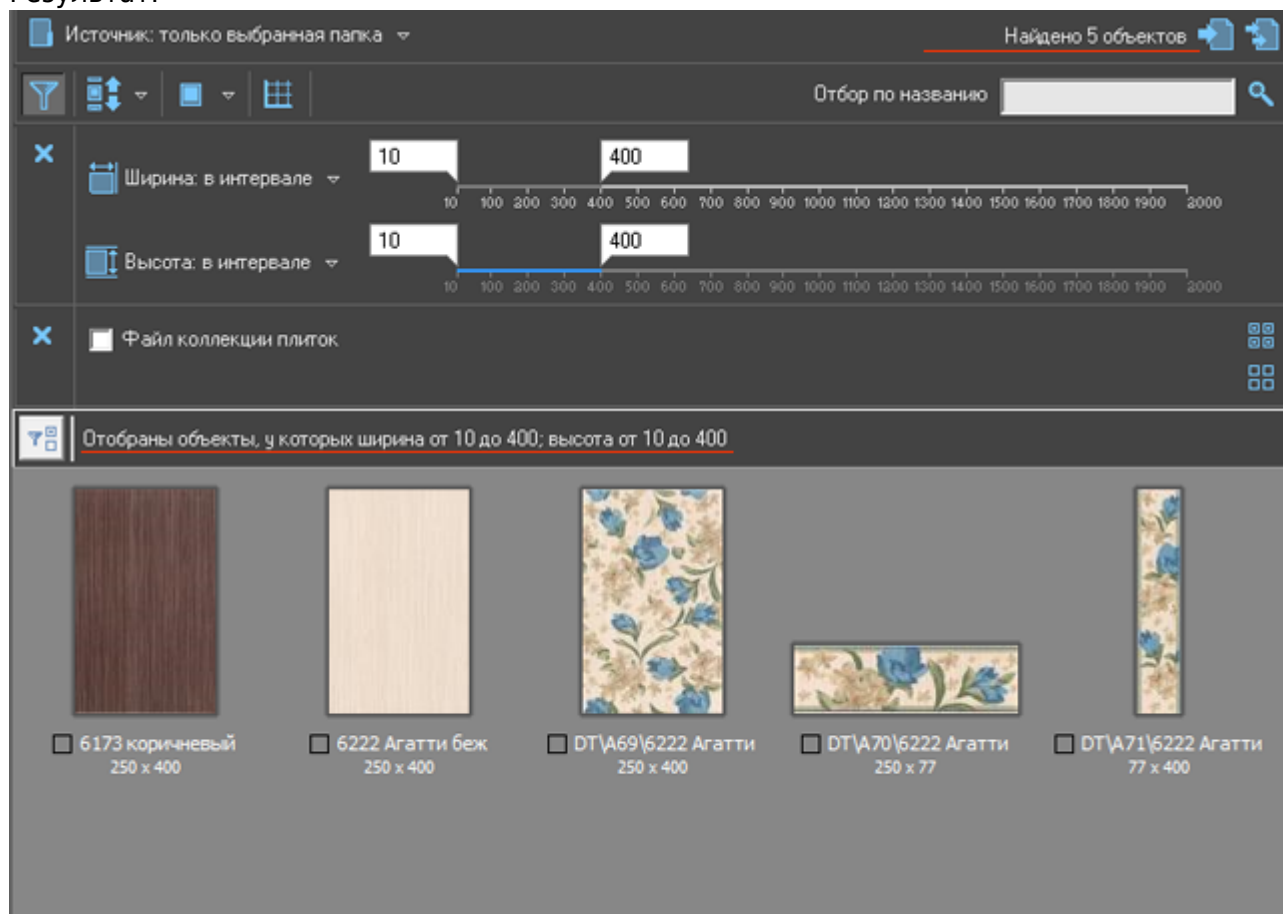 Результат:
Источник: только выбранная папка
Найдено 5 объектов
Отбор по названию
10 400
Ширина: в интервале
10 100 200 300 400 500 600 700 800 900 1000 1100 1200 1300 1400 1500 1600 1700 1800 1900 2000
10 400
Высота: в интервале
10 100 200 300 400 500 600 700 800 900 1000 1100 1200 1300 1400 1500 1600 1700 1800 1900 2000
Файл коллекции плиток
Отобраны объекты, у которых ширина от 10 до 400; высота от 10 до 400
6173 коричневый
250 x 400
6222 Агатти беж
250 x 400
DT\A69\6222 Агатти
250 x 400
DT\A70\6222 Агатти
250 x 77
DT\A71\6222 Агатти
77 x 400